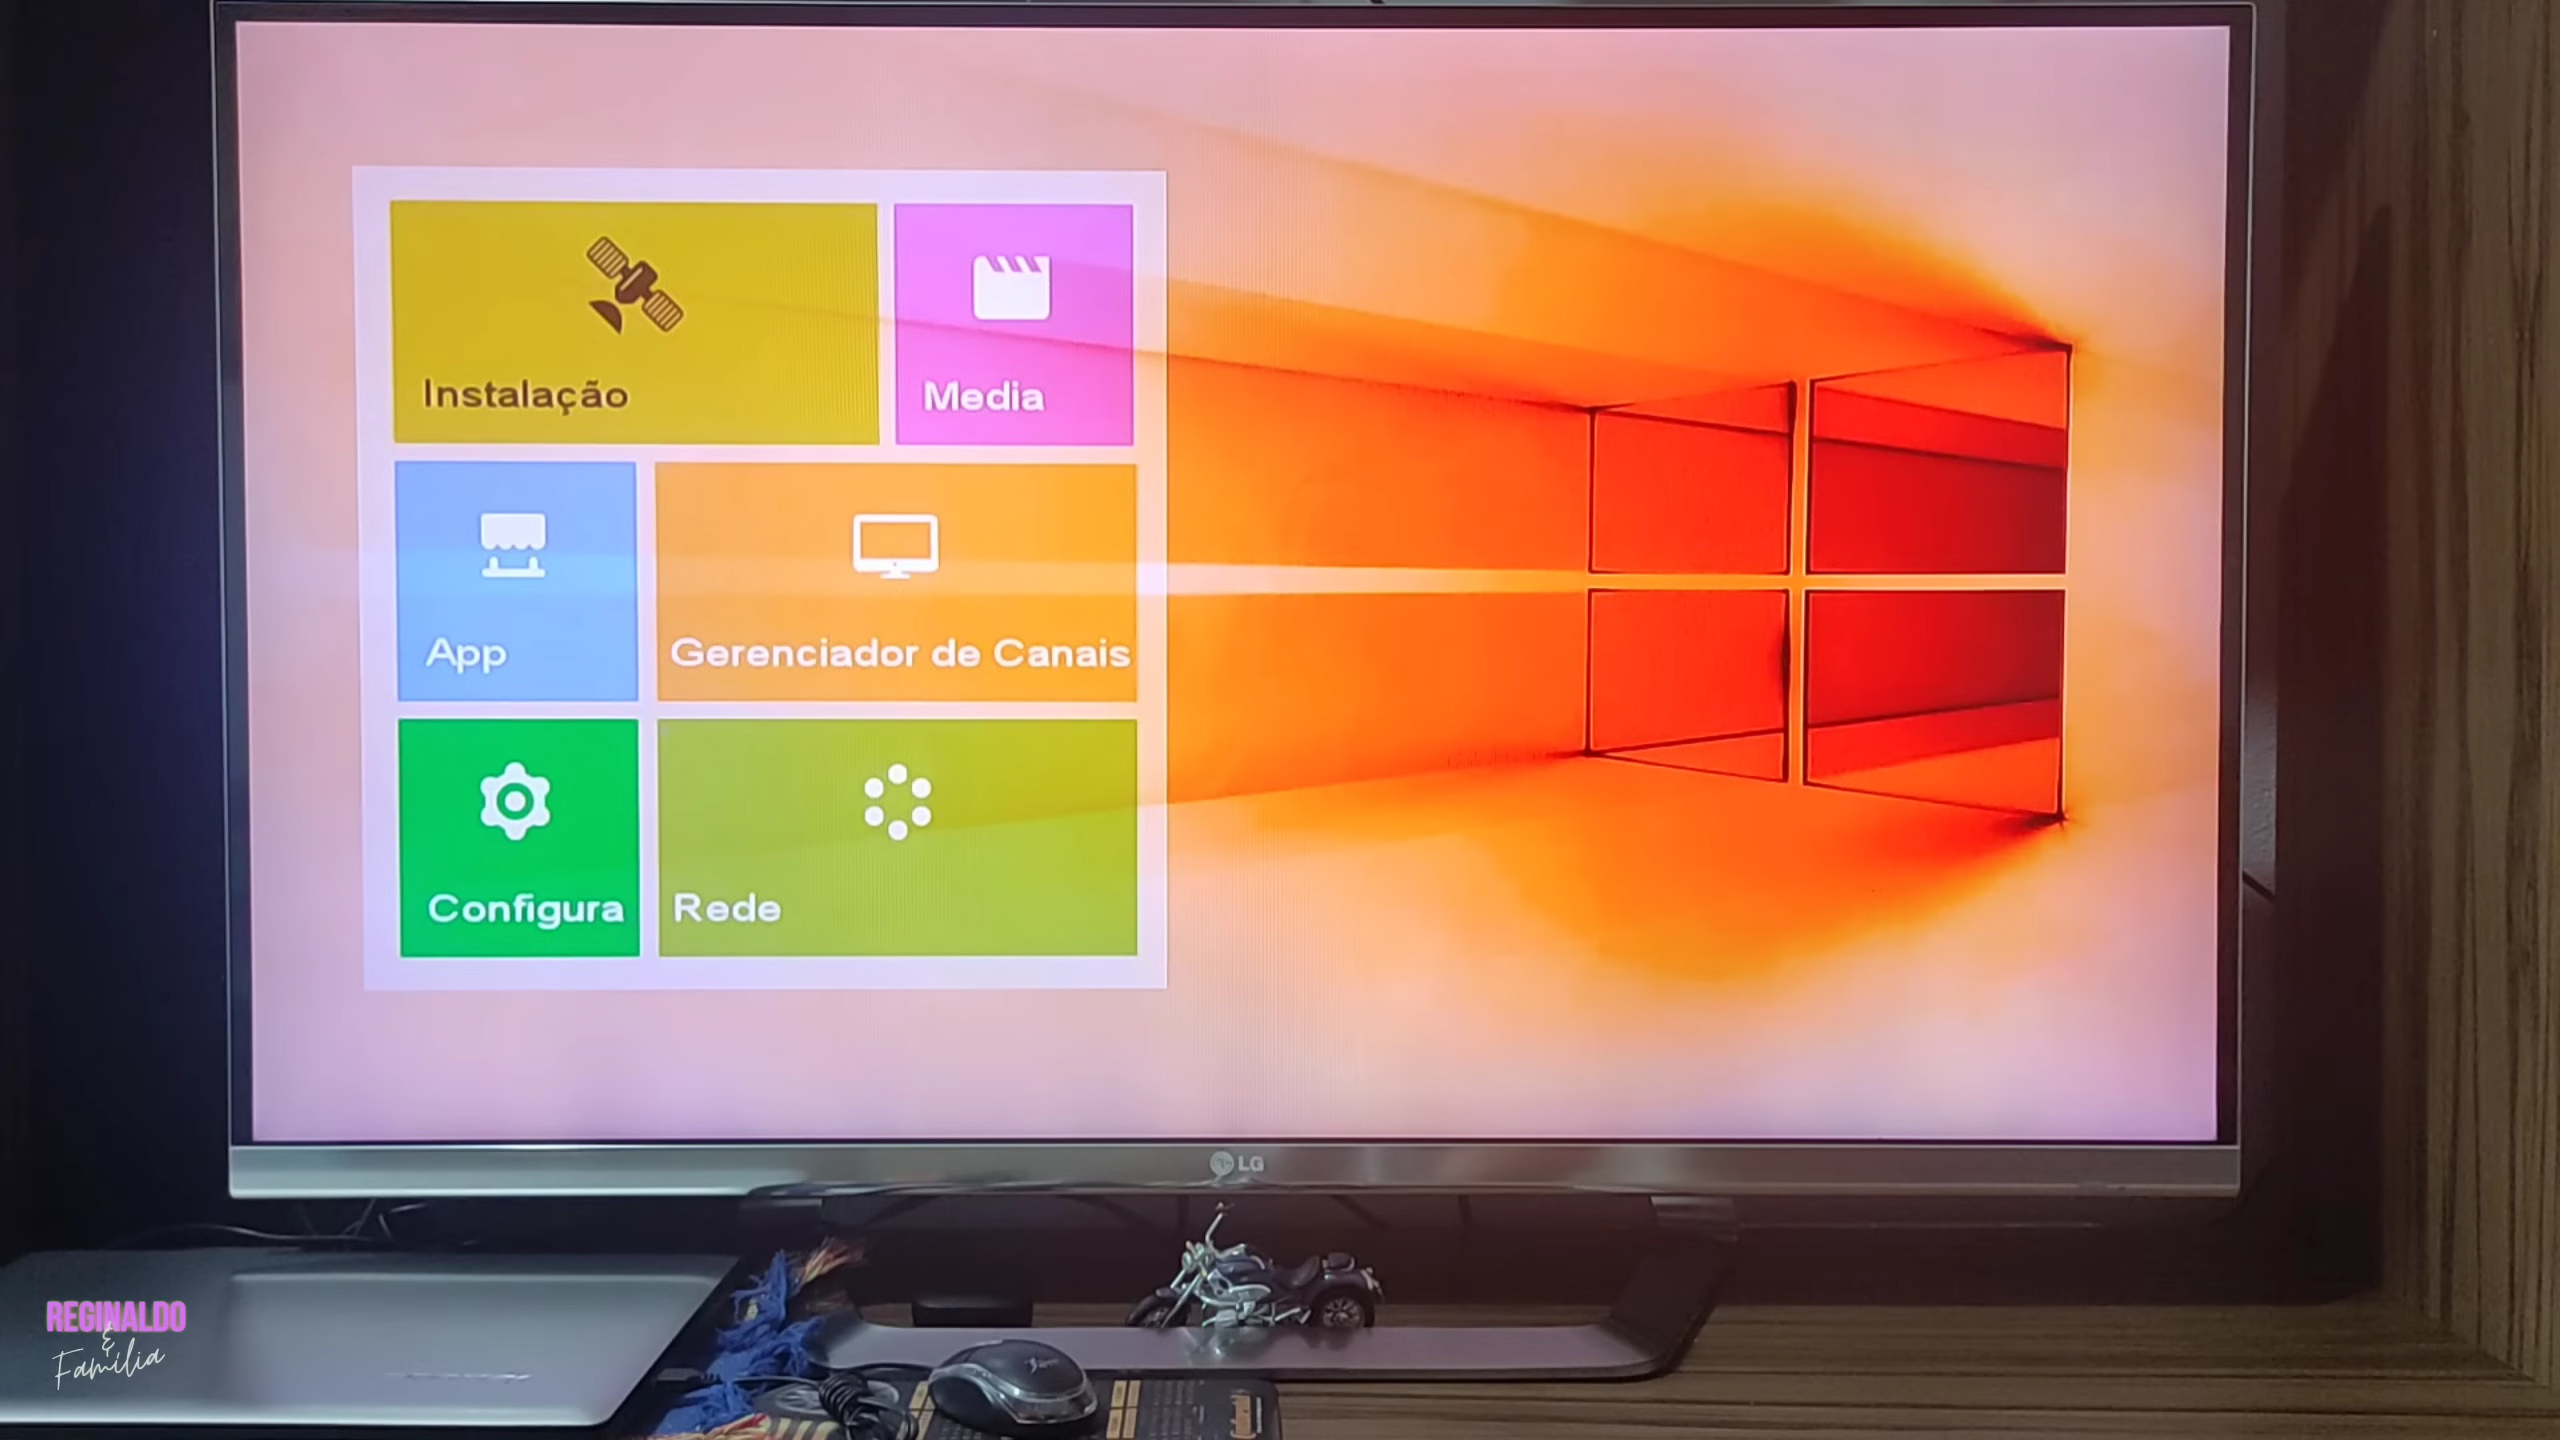 Instalação
Media
App
Gerenciador de Canais
Configura
Rede
LG
REGINALDO
&
Família